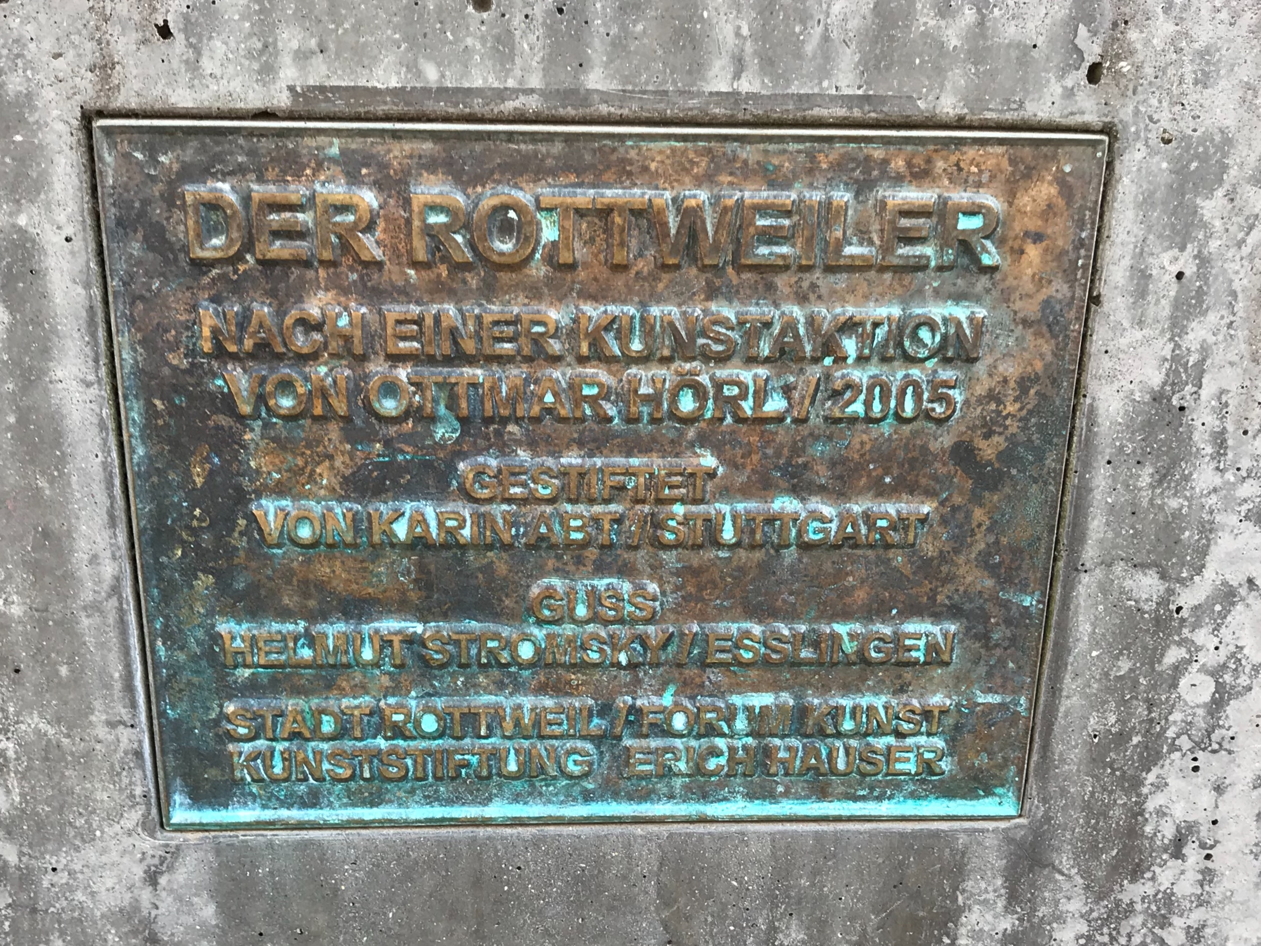 DER ROTTWEILER
NACH EINER KUNSTAKTION
VON OTTMAR HÖRL / 2005
GESTIFTET
VON KARIN ABT / STUTTGART
GUSS
HELMUT STROMSKY / ESSLINGEN
STADT ROTTWEIL / FORUM KUNST
KUNSTSTIFTUNG ERICH HAUSER